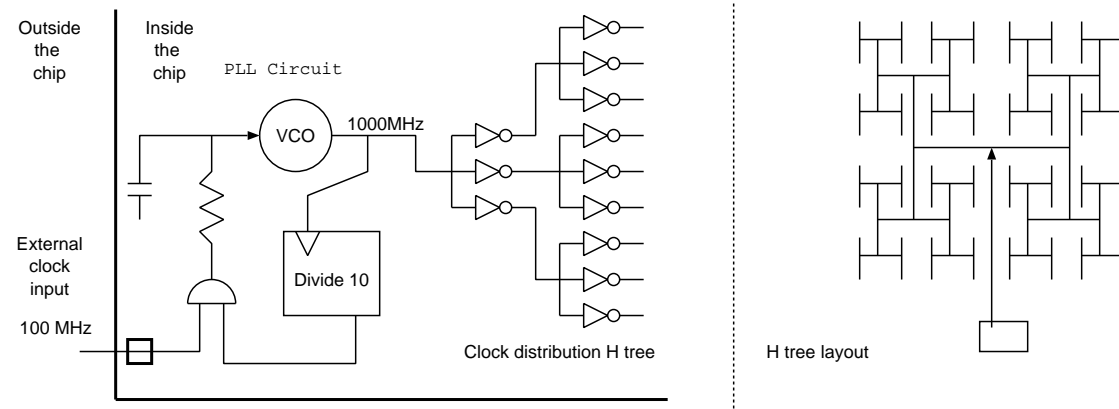 Outside
the
chip
Inside
the
chip
PLL Circuit
VCO
1000MHz
External
clock
input
100 MHz
Divide 10
Clock distribution H tree
H tree layout